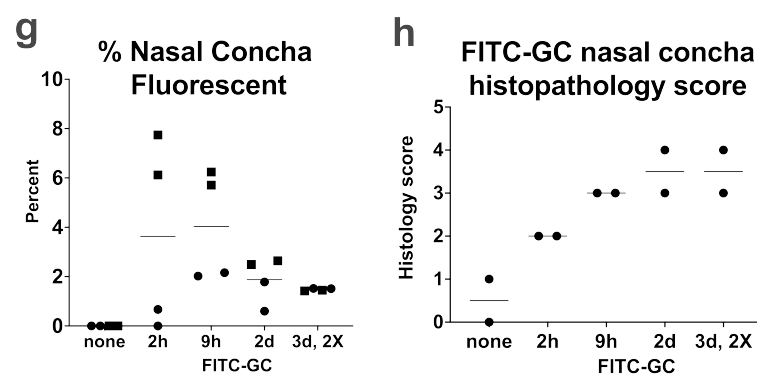 g
% Nasal Concha
Fluorescent
10
8
6
4
2
0
Percent
none 2h 9h 2d 3d, 2X
FITC-GC
h
FITC-GC nasal concha
histopathology score
5
4
3
2
1
0
Histology score
none 2h 9h 2d 3d, 2X
FITC-GC